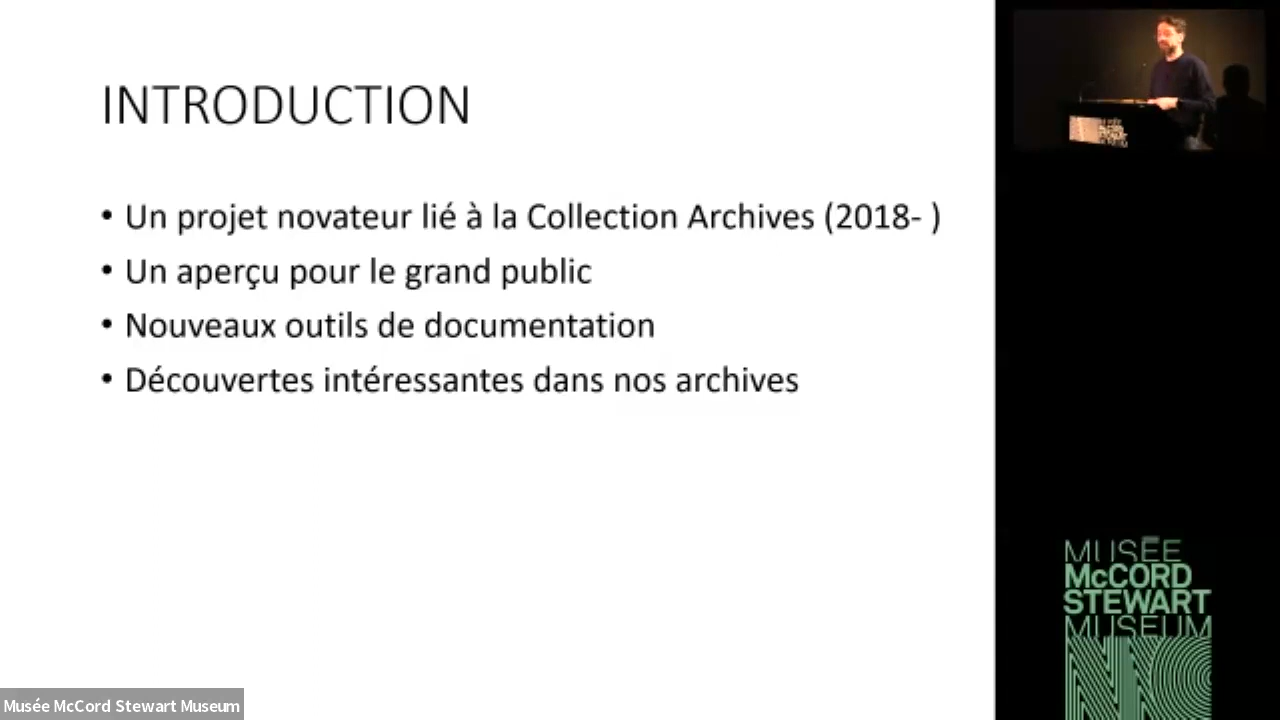 INTRODUCTION
• Un projet novateur lié à la Collection Archives (2018- )
• Un aperçu pour le grand public
• Nouveaux outils de documentation
• Découvertes intéressantes dans nos archives
MUSÉE
McCORD
STEWART
MUSEUM
Musée McCord Stewart Museum